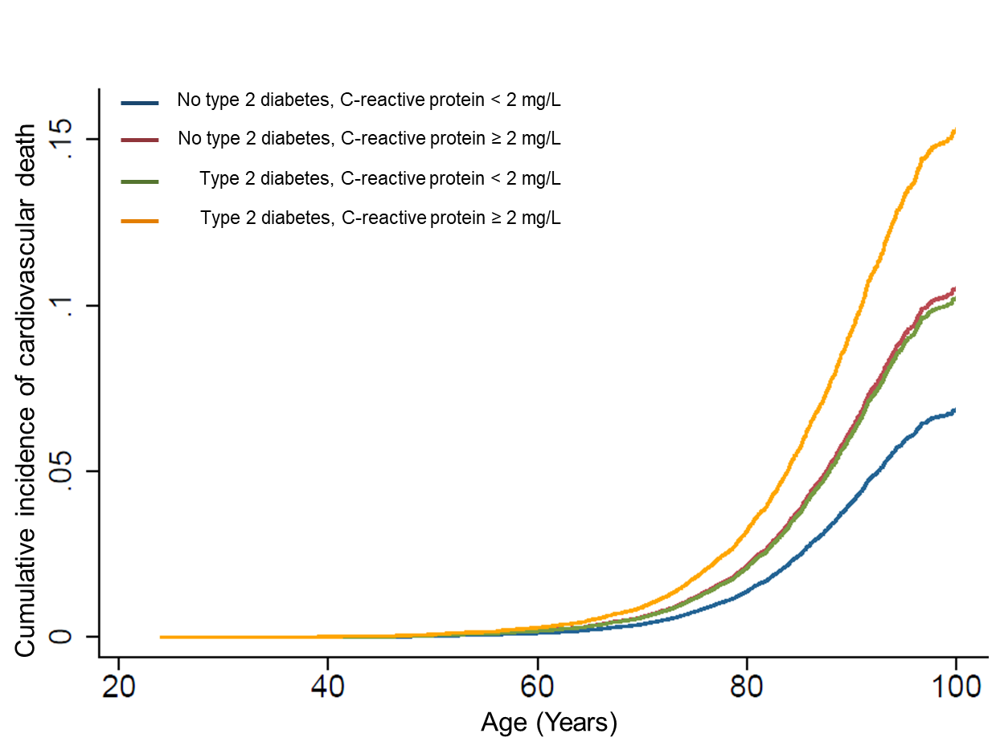 No type 2 diabetes, C-reactive protein < 2 mg/L
No type 2 diabetes, C-reactive protein ≥ 2 mg/L
Type 2 diabetes, C-reactive protein < 2 mg/L
Type 2 diabetes, C-reactive protein ≥ 2 mg/L
Cumulative incidence of cardiovascular death
.15
.1
.05
0
20 40 60 80 100
Age (Years)